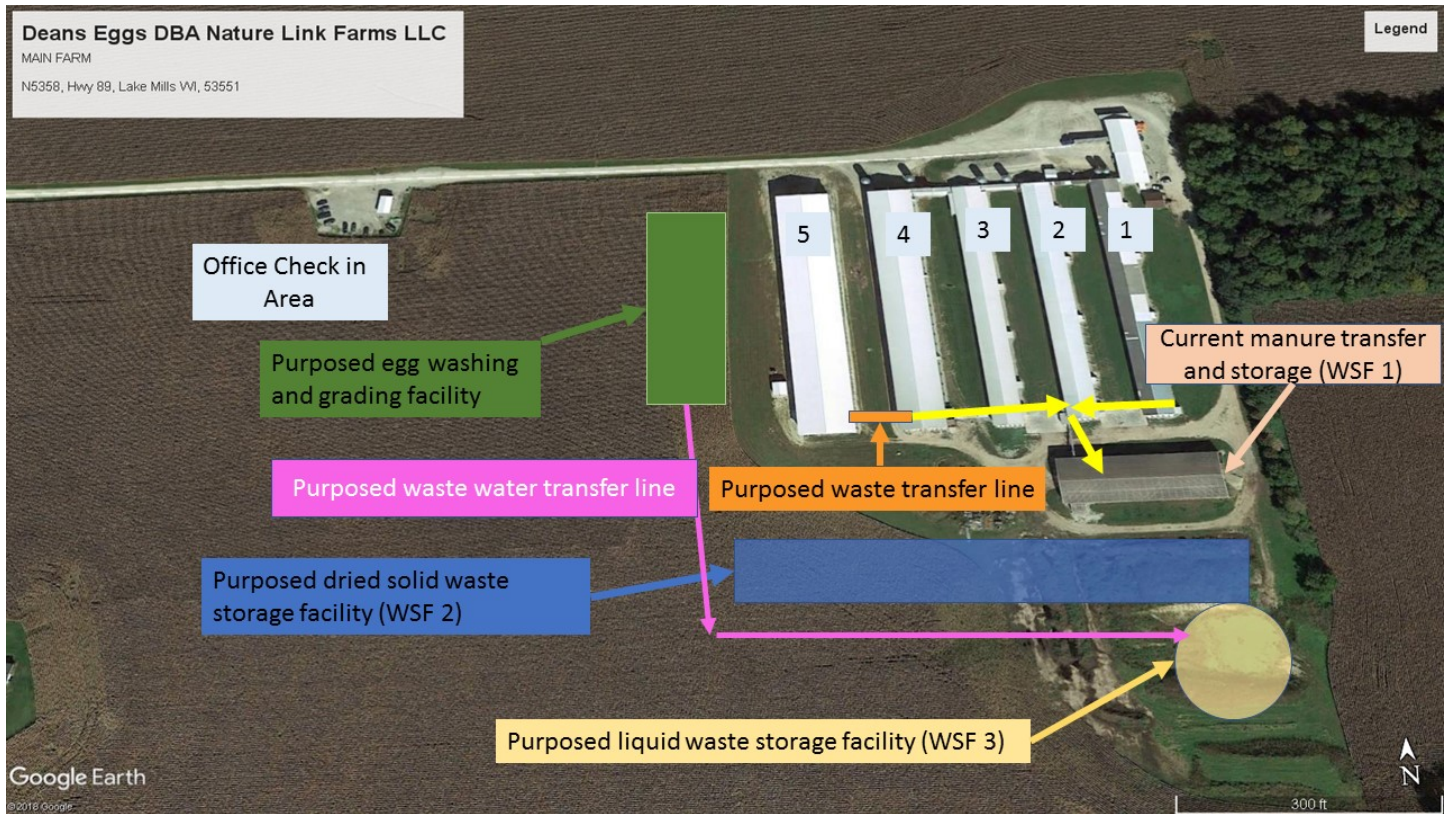 Deans Eggs DBA Nature Link Farms LLC
MAIN FARM
N5358, Hwy 89, Lake Mills WI, 53551
Legend
5
4
3
2
1
Office Check in
Area
Purposed egg washing
and grading facility
Current manure transfer
and storage (WSF 1)
Purposed waste water transfer line
Purposed waste transfer line
Purposed dried solid waste
storage facility (WSF 2)
Purposed liquid waste storage facility (WSF 3)
Google Earth
©2018 Google
N
300 ft